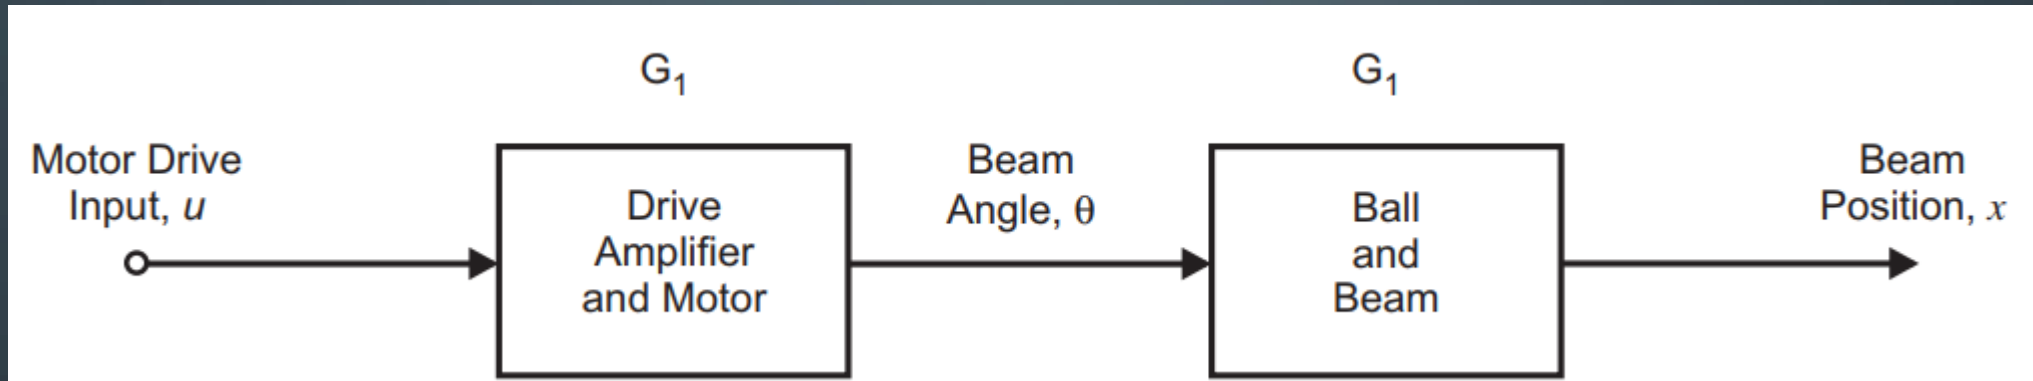 G₁
G₁
Motor Drive
Input, u
Drive
Amplifier
and Motor
Beam
Angle, θ
Ball
and
Beam
Beam
Position, x